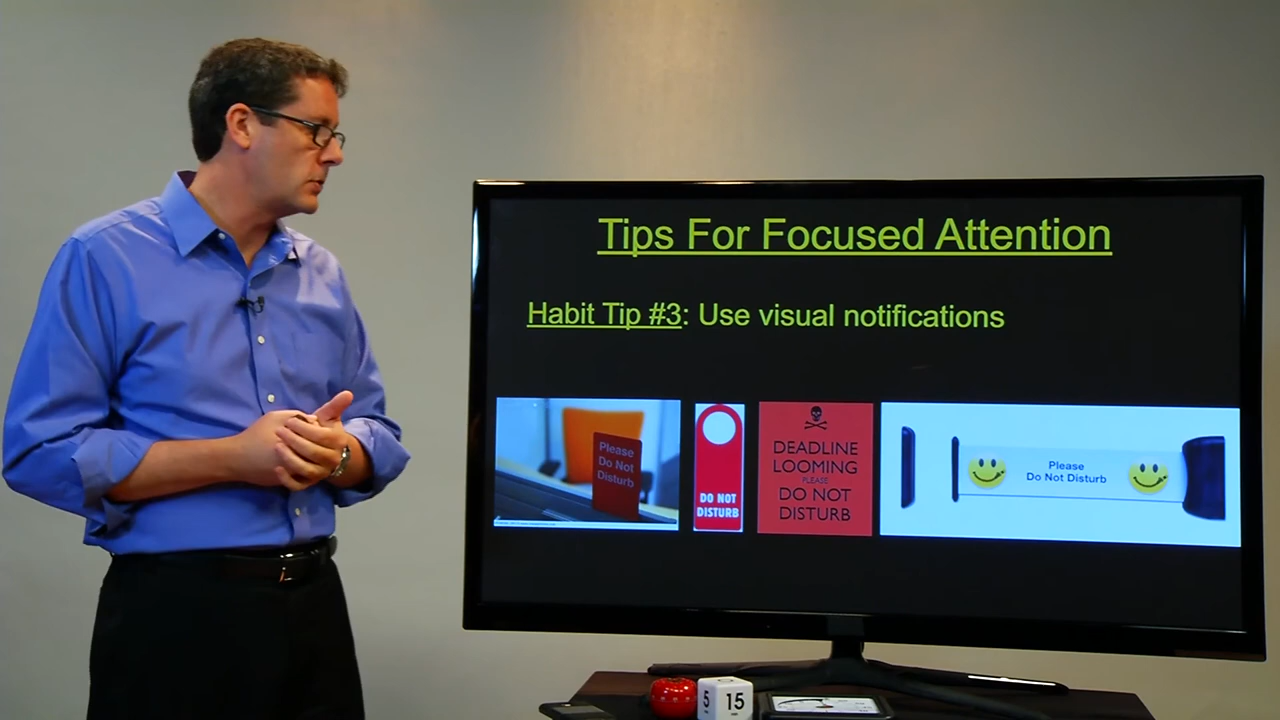 Tips For Focused Attention
Habit Tip #3: Use visual notifications
Please
Do Not
Disturb
DO NOT
DISTURB
DEADLINE
LOOMING
PLEASE
DO NOT
DISTURB
Please
Do Not Disturb
5
15